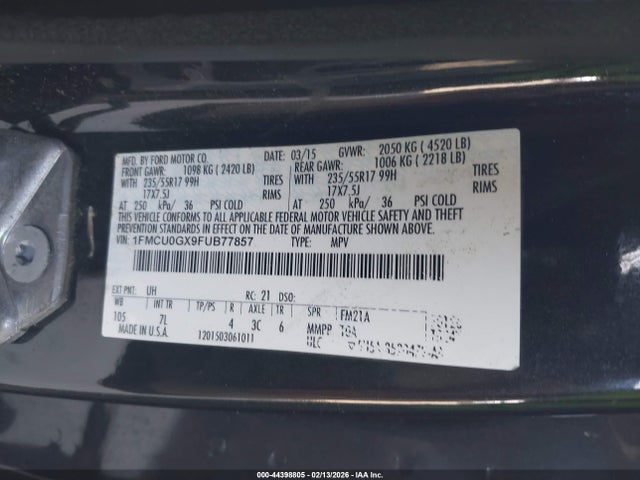 MFD. BY FORD MOTOR CO. DATE: 03/15 GVWR: 2050 KG ( 4520 LB)
FRONT GAWR: 1098 KG ( 2420 LB) REAR GAWR: 1006 KG ( 2218 LB)
WITH 235/55R17 99H TIRES WITH 235/55R17 99H TIRES
17X7.5J RIMS 17X7.5J RIMS
AT 250 kPa/ 36 PSI COLD AT 250 kPa/ 36 PSI COLD
THIS VEHICLE CONFORMS TO ALL APPLICABLE FEDERAL MOTOR VEHICLE SAFETY AND THEFT
PREVENTION STANDARDS IN EFFECT ON THE DATE OF MANUFACTURE SHOWN ABOVE.
VIN: 1FMCU0GX9FUB77857 TYPE: MPV
EXT PNT: UH RC: 21 DSO:
WB INT TR TP/PS R AXLE TR SPR FM21A
105 7L 4 3C 6 MMPP
MADE IN U.S.A. 1201503061011 ULC
000-44398805 - 02/13/2026 - IAA Inc.